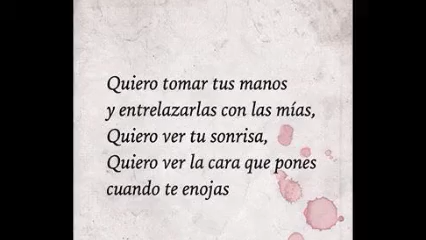 Quiero tomar tus manos
y entrelazarlas con las mías,
Quiero ver tu sonrisa,
Quiero ver la cara que pones
cuando te enojas